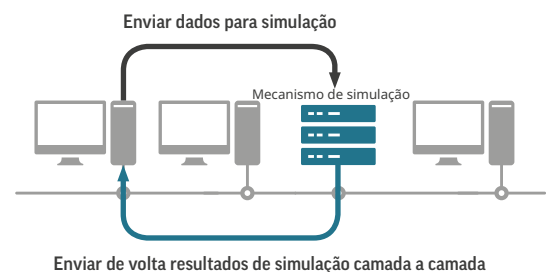 Enviar dados para simulação
Mecanismo de simulação
Enviar de volta resultados de simulação camada a camada